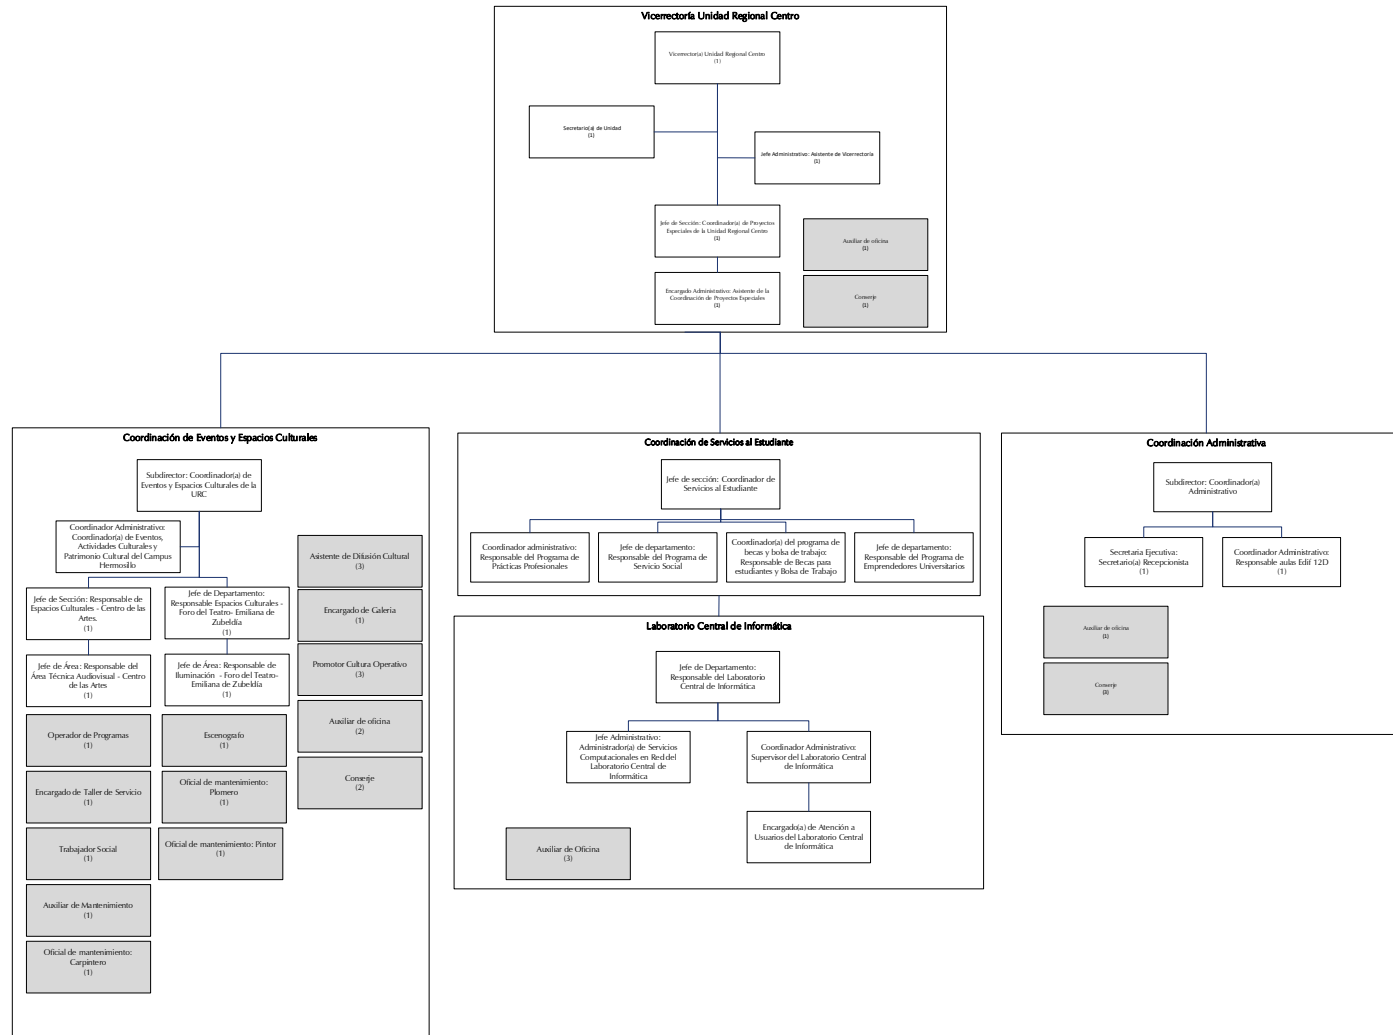 Vicerrectoría Unidad Regional Centro
Vicerrector(a) Unidad Regional Centro
(1)
Secretario(a) de Unidad
(1)
Jefe Administrativo: Asistente de Vicerrectoría
(1)
Jefe de Sección: Coordinador(a) de Proyectos
Especiales de la Unidad Regional Centro
(1)
Auxiliar de oficina
(1)
Encargado Administrativo: Asistente de la
Coordinación de Proyectos Especiales
(1)
Conserje
(1)
Coordinación de Eventos y Espacios Culturales
Subdirector: Coordinador(a) de
Eventos y Espacios Culturales de la
URC
Coordinador Administrativo:
Coordinador(a) de Eventos,
Actividades Culturales y
Patrimonio Cultural del Campus
Hermosillo
Jefe de Sección: Responsable de
Espacios Culturales - Centro de las
Artes.
(1)
Jefe de Departamento:
Responsable Espacios Culturales -
Foro del Teatro- Emiliana de
Zubeldía
(1)
Jefe de Área: Responsable del
Área Técnica Audiovisual - Centro
de las Artes
(1)
Jefe de Área: Responsable de
Iluminación - Foro del Teatro-
Emiliana de Zubeldía
(1)
Operador de Programas
(1)
Encargado de Taller de Servicio
(1)
Trabajador Social
(1)
Auxiliar de Mantenimiento
(1)
Oficial de mantenimiento:
Carpintero
(1)
Escenografo
(1)
Oficial de mantenimiento:
Plomero
(1)
Oficial de mantenimiento: Pintor
(1)
Asistente de Difusión Cultural
(3)
Encargado de Galeria
(1)
Promotor Cultura Operativo
(3)
Auxiliar de oficina
(2)
Conserje
(2)
Coordinación de Servicios al Estudiante
Jefe de sección: Coordinador de
Servicios al Estudiante
Coordinador administrativo:
Responsable del Programa de
Prácticas Profesionales
Jefe de departamento:
Responsable del Programa de
Servicio Social
Coordinador(a) del programa de
becas y bolsa de trabajo:
Responsable de Becas para
estudiantes y Bolsa de Trabajo
Jefe de departamento:
Responsable del Programa de
Emprendedores Universitarios
Laboratorio Central de Informática
Jefe de Departamento:
Responsable del Laboratorio
Central de Informática
Jefe Administrativo:
Administrador(a) de Servicios
Computacionales en Red del
Laboratorio Central de
Informática
Coordinador Administrativo:
Supervisor del Laboratorio Central
de Informática
Encargado(a) de Atención a
Usuarios del Laboratorio Central
de Informática
Auxiliar de Oficina
(3)
Coordinación Administrativa
Subdirector: Coordinador(a)
Administrativo
Secretaria Ejecutiva:
Secretario(a) Recepcionista
(1)
Coordinador Administrativo:
Responsable aulas Edif 12D
(1)
Auxiliar de oficina
(1)
Conserje
(3)